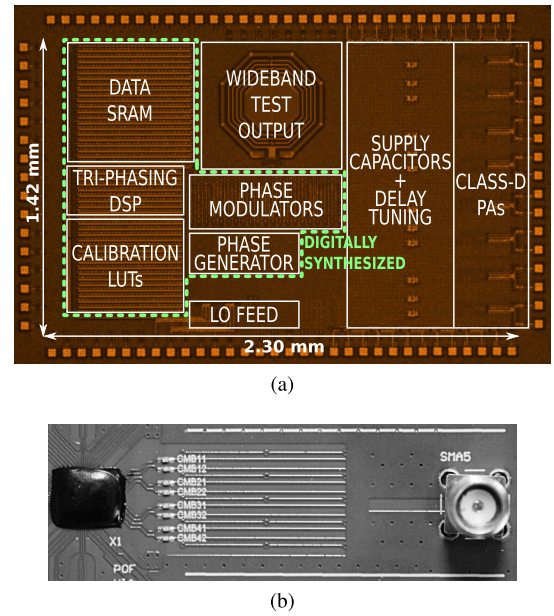 DATA
SRAM
WIDEBAND
TEST
OUTPUT
TRI-PHASING
DSP
PHASE
MODULATORS
SUPPLY
CAPACITORS
+
DELAY
TUNING
CLASS-D
PAs
CALIBRATION
LUTs
PHASE
GENERATOR
DIGITALLY
SYNTHESIZED
LO FEED
1.42 mm
2.30 mm
(a)
CMB11
CMB12
CMB21
CMB22
CMB31
CMB32
CMB41
CMB42
X1
SMA5
(b)